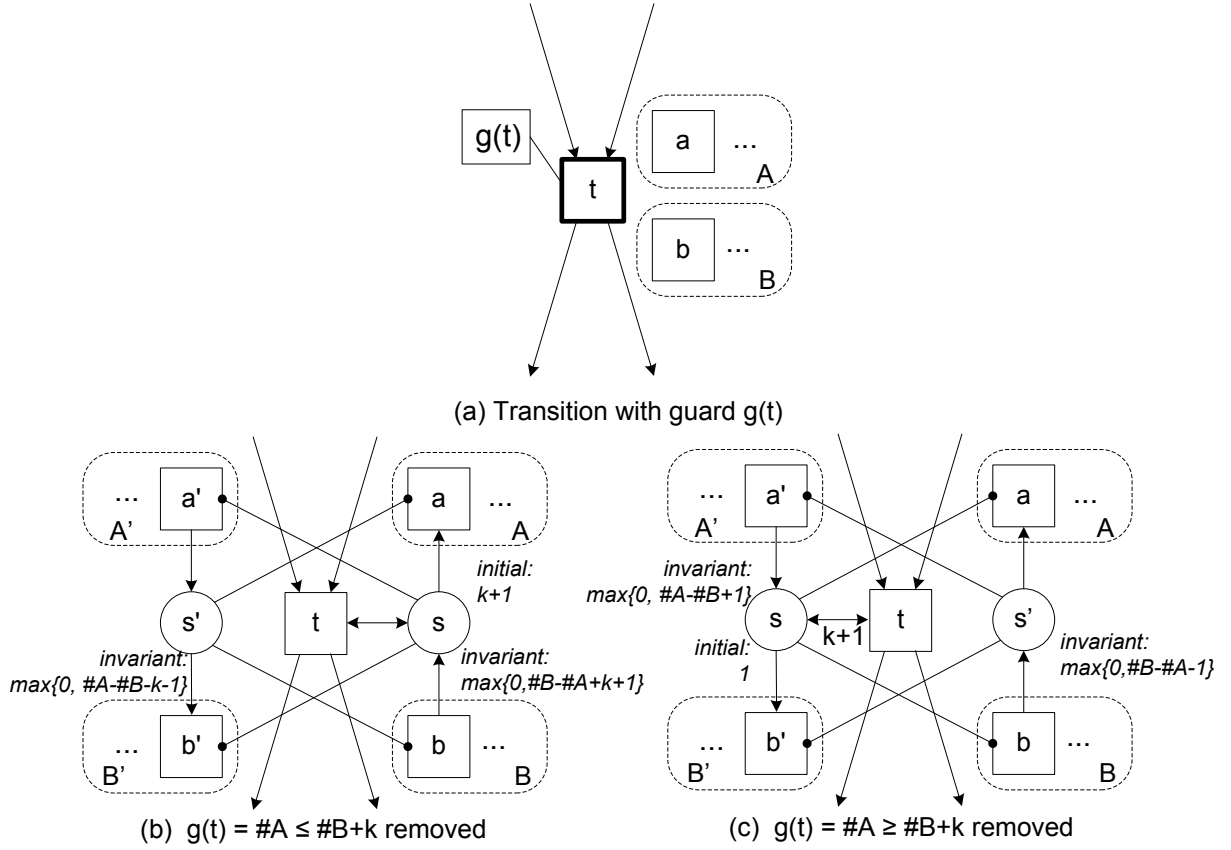 g(t)
t
a
...
A
b
...
B
(a) Transition with guard g(t)
...
a'
A’
a
...
A
initial:
k+1
s'
t
s
invariant:
max{0, #A-#B-k-1}
invariant:
max{0,#B-#A+k+1}
...
b'
B’
b
...
B
(b) g(t) = #A ≤ #B+k removed
...
a'
A’
a
...
A
invariant:
max{0, #A-#B+1}
s
k+1
t
s’
initial:
1
invariant:
max{0,#B-#A-1}
...
b'
B’
b
...
B
(c) g(t) = #A ≥ #B+k removed